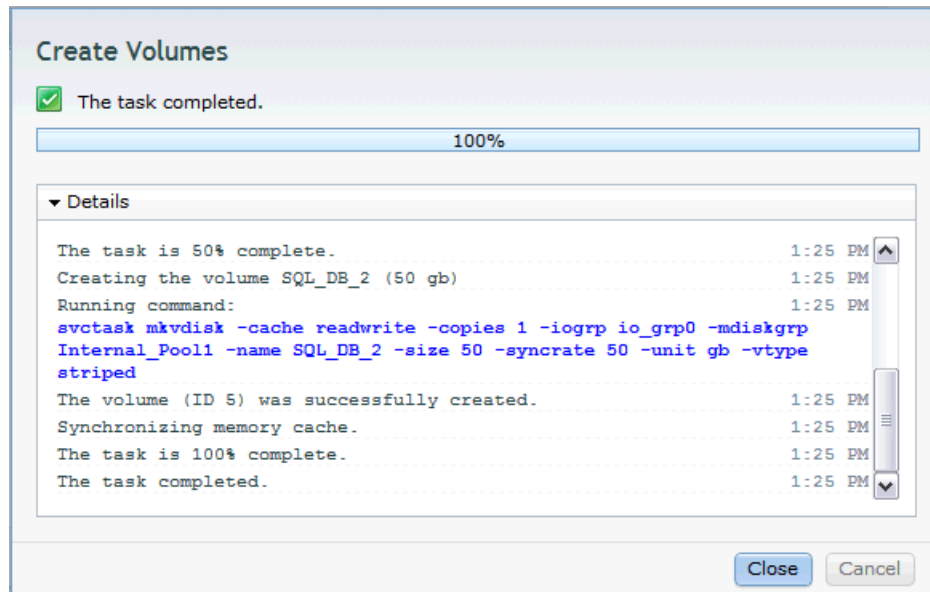 Create Volumes
The task completed.
100%
Details
The task is 50% complete. 1:25 PM
Creating the volume SQL_DB_2 (50 gb) 1:25 PM
Running command: 1:25 PM
svctask mkvdisk -cache readwrite -copies 1 -iogrp io_grp0 -mdiskgrp
Internal_Pool1 -name SQL_DB_2 -size 50 -syncrate 50 -unit gb -vtype
striped
The volume (ID 5) was successfully created. 1:25 PM
Synchronizing memory cache. 1:25 PM
The task is 100% complete. 1:25 PM
The task completed. 1:25 PM
Close Cancel